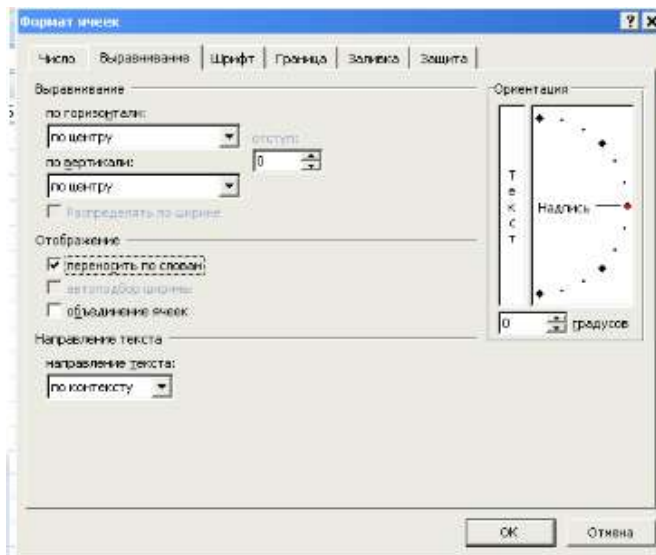 Формат ячеек
Число Выравнивание Шрифт Граница Заливка Защита
Выравнивание
по горизонтали:
по центру
отступ:
по вертикали:
0
по центру
Распределять по ширине
Отображение
переносить по словам
автоподбор ширины
объединение ячеек
Направление текста
направление текста:
по контексту
Ориентация
Текст
Надпись
0 градусов
ОК Отмена